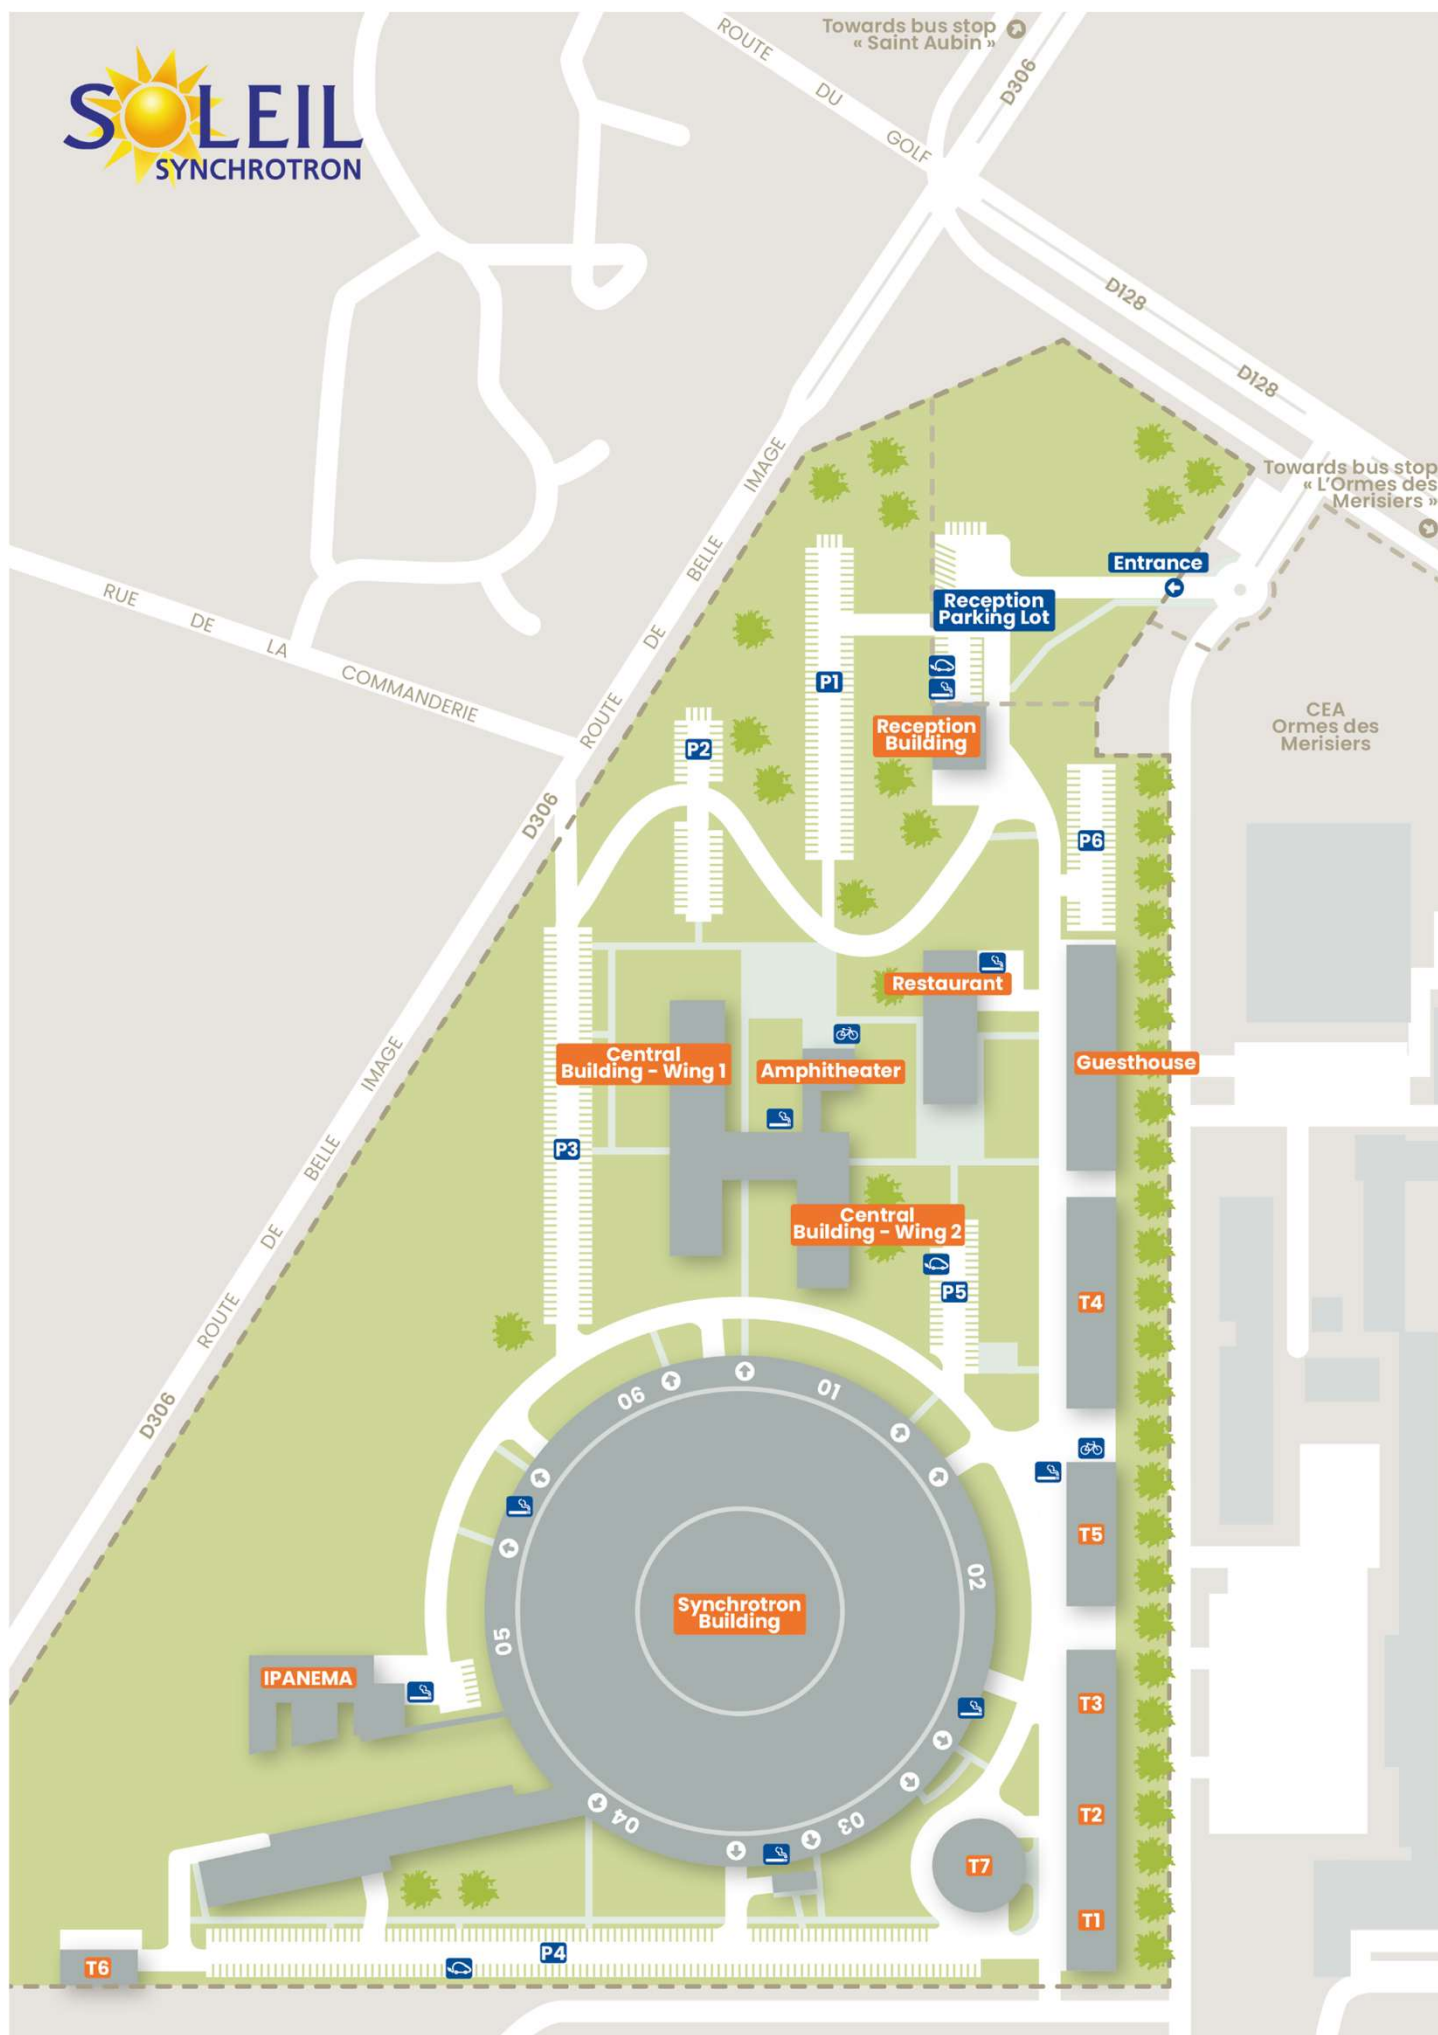 SOLEIL
SYNCHROTRON
Towards bus stop
« Saint Aubin »
ROUTE DU GOLF
D306
D128
D128
Towards bus stop
« L'Ormes des
Merisiers »
ROUTE DE BELLE IMAGE
Entrance
Reception
Parking Lot
RUE DE LA COMMANDERIE
P1
CEA
Ormes des
Merisiers
Reception
Building
P2
D306
P6
Restaurant
Central
Building - Wing 1
Amphitheater
Guesthouse
P3
Central
Building - Wing 2
P5
T4
ROUTE DE BELLE IMAGE
D306
06
01
T5
02
Synchrotron
Building
05
IPANEMA
T3
T2
04
03
T7
T1
P4
T6